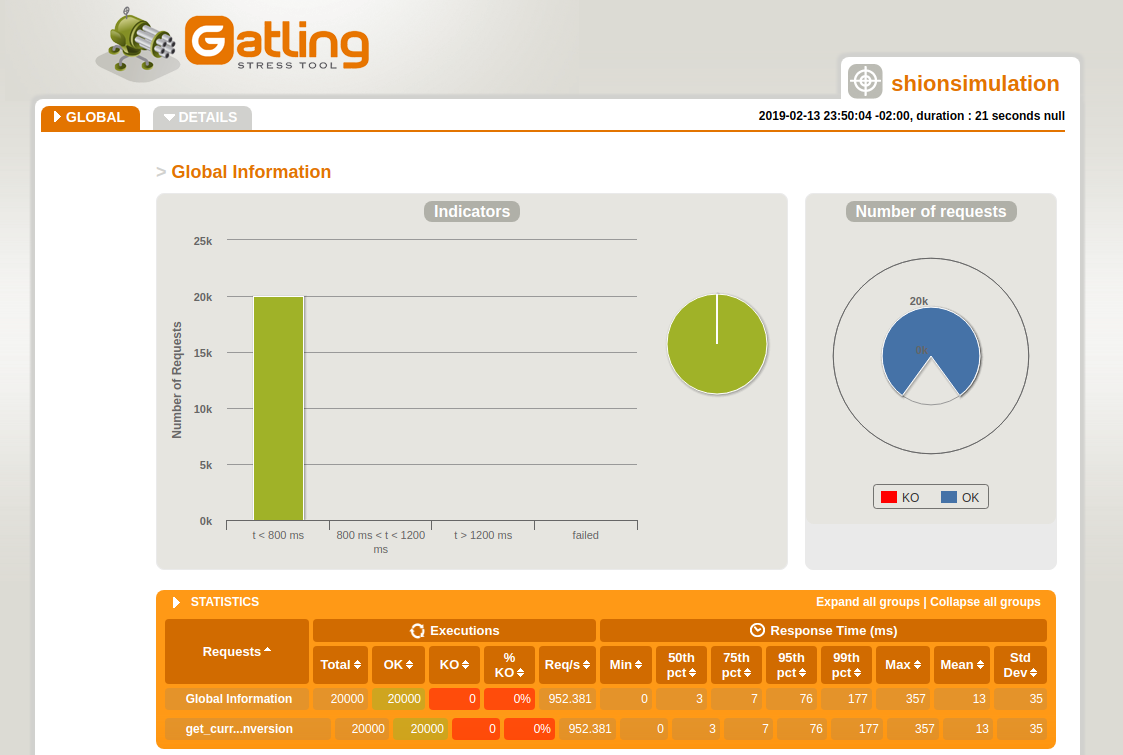 Gatling
STRESS TOOL
shionsimulation
GLOBAL
DETAILS
2019-02-13 23:50:04 -02:00, duration : 21 seconds null
> Global Information
Indicators
Number of Requests
25k
20k
15k
10k
5k
0k
t < 800 ms
800 ms < t < 1200
ms
t > 1200 ms
failed
Number of requests
20k
0k
KO OK
STATISTICS
Expand all groups | Collapse all groups
Requests Executions Response Time (ms)
Total OK KO % KO Req/s Min 50th pct 75th pct 95th pct 99th pct Max Mean Std Dev
Global Information 20000 20000 0 0% 952.381 0 3 7 76 177 357 13 35
get_curr...nversion 20000 20000 0 0% 952.381 0 3 7 76 177 357 13 35